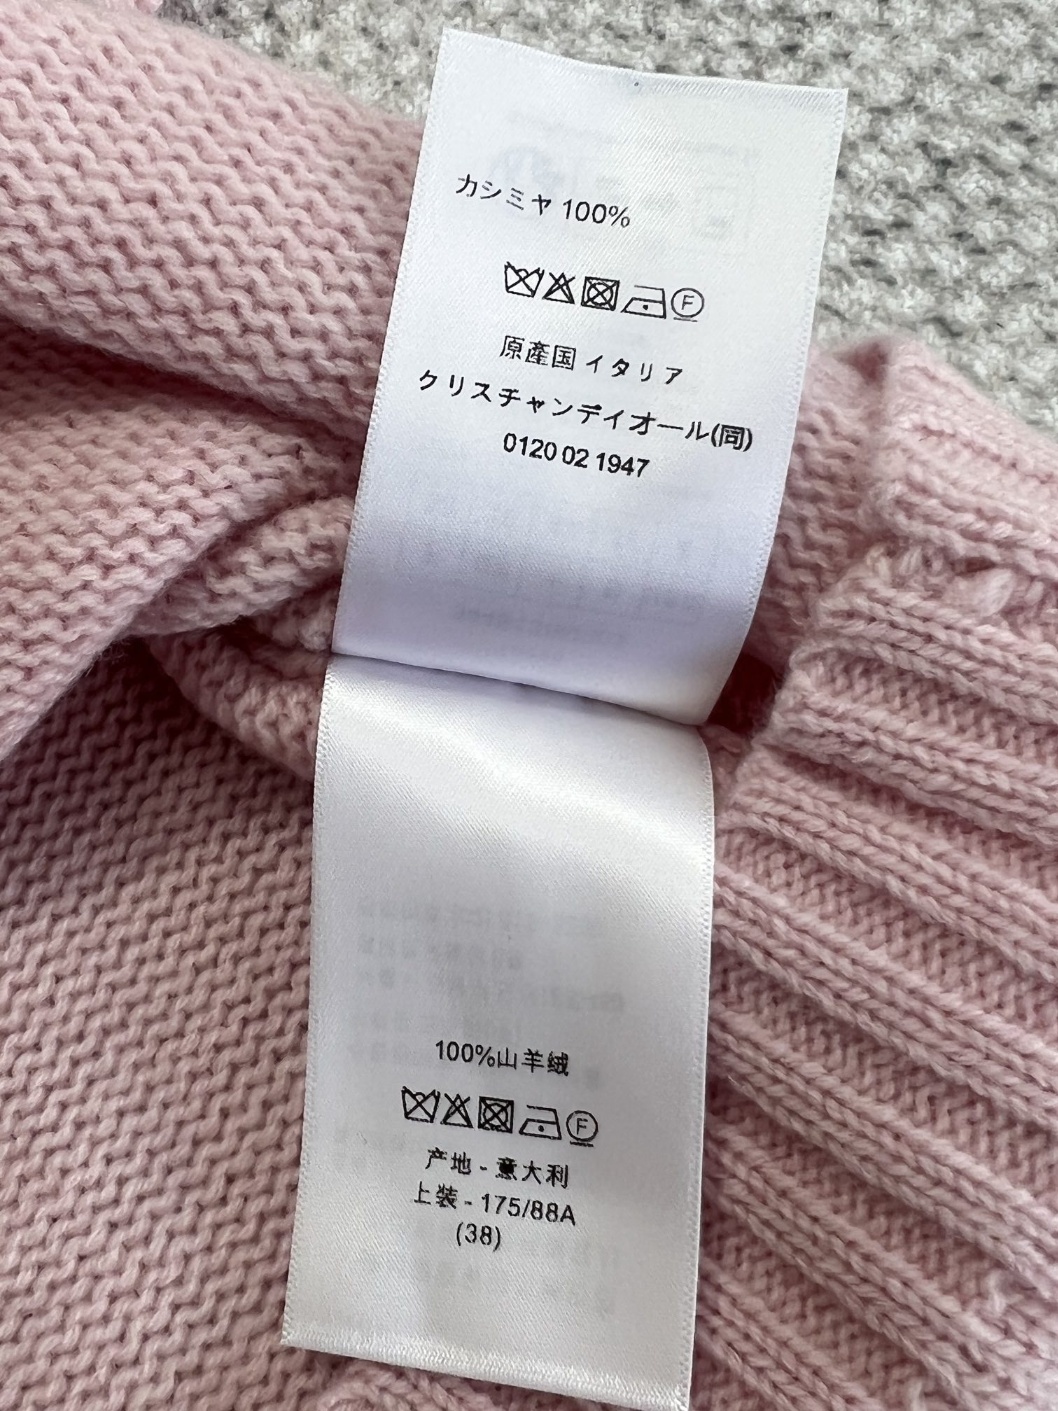 カシミヤ 100%
F
原產国 イタリア
クリスチャンディオール(同)
0120 02 1947
100%山羊绒
F
产地 - 意大利
上装 - 175/88A
(38)